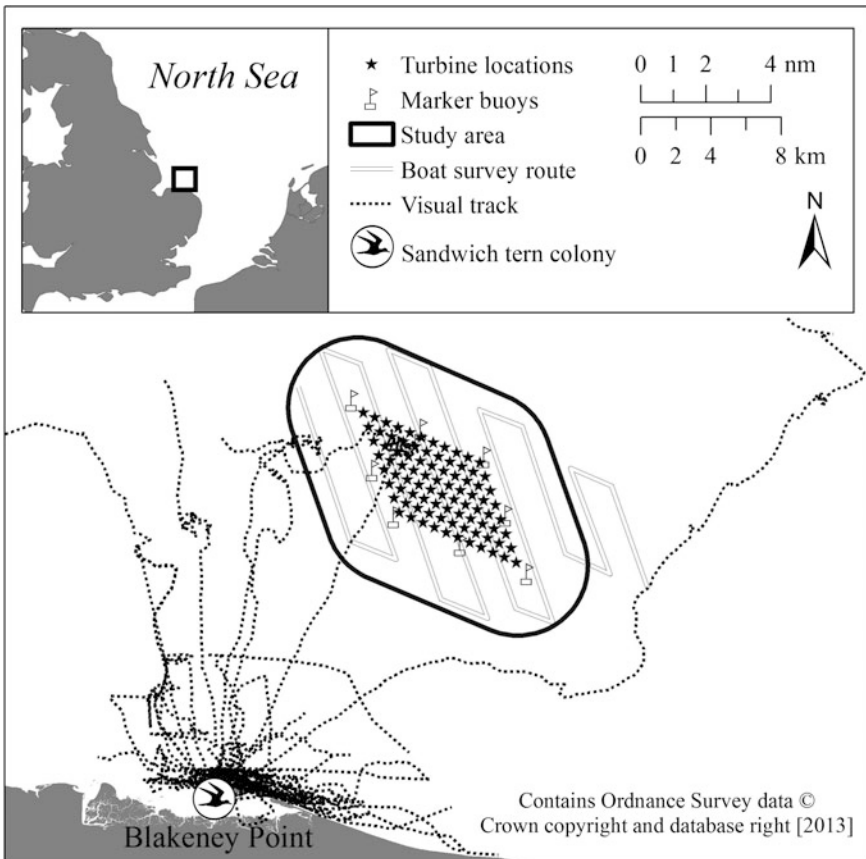 North Sea
Turbine locations
Marker buoys
Study area
Boat survey route
Visual track
Sandwich tern colony
0 1 2 4 nm
0 2 4 8 km
N
Blakeney Point
Contains Ordnance Survey data ©
Crown copyright and database right [2013]